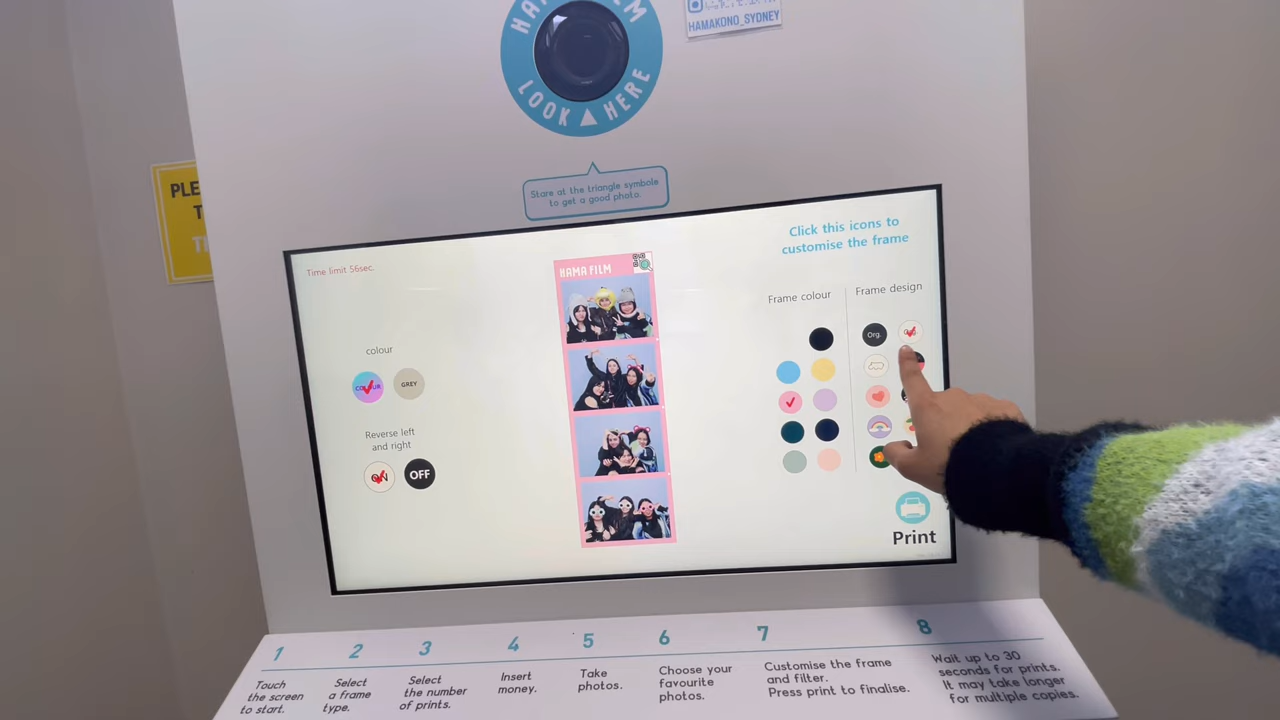 HAMA FILM
LOOK HERE
HAMAKONO_SYDNEY
PLE
T
TH
Stare at the triangle symbole
to get a good photo.
Click this icons to
customise the frame
Time limit 56sec.
HAMA FILM
Frame colour
Frame design
Org.
colour
COLOUR
GREY
Reverse left
and right
ON
OFF
Print
1
Touch
the screen
to start.
2
Select
a frame
type.
3
Select
the number
of prints.
4
Insert
money.
5
Take
photos.
6
Choose your
favourite
photos.
7
Customise the frame
and filter.
Press print to finalise.
8
Wait up to 30
seconds for prints.
It may take longer
for multiple copies.